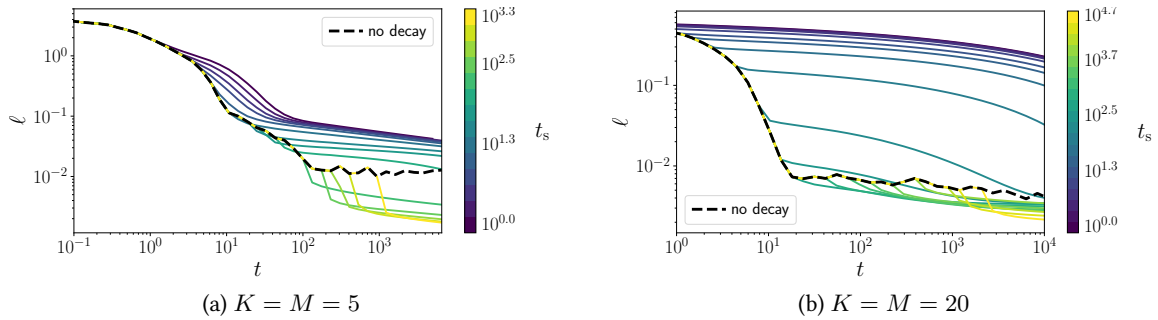 10^0
10^{-1}
10^{-2}
ℓ
10^{-1} 10^0 10^1 10^2 10^3
t
no decay
10^{3.3}
10^{2.5}
10^{1.3}
10^{0.0}
t_s
(a) K = M = 5
10^{-1}
10^{-2}
ℓ
10^0 10^1 10^2 10^3 10^4
t
no decay
10^{4.7}
10^{3.7}
10^{2.5}
10^{1.3}
10^{0.0}
t_s
(b) K = M = 20